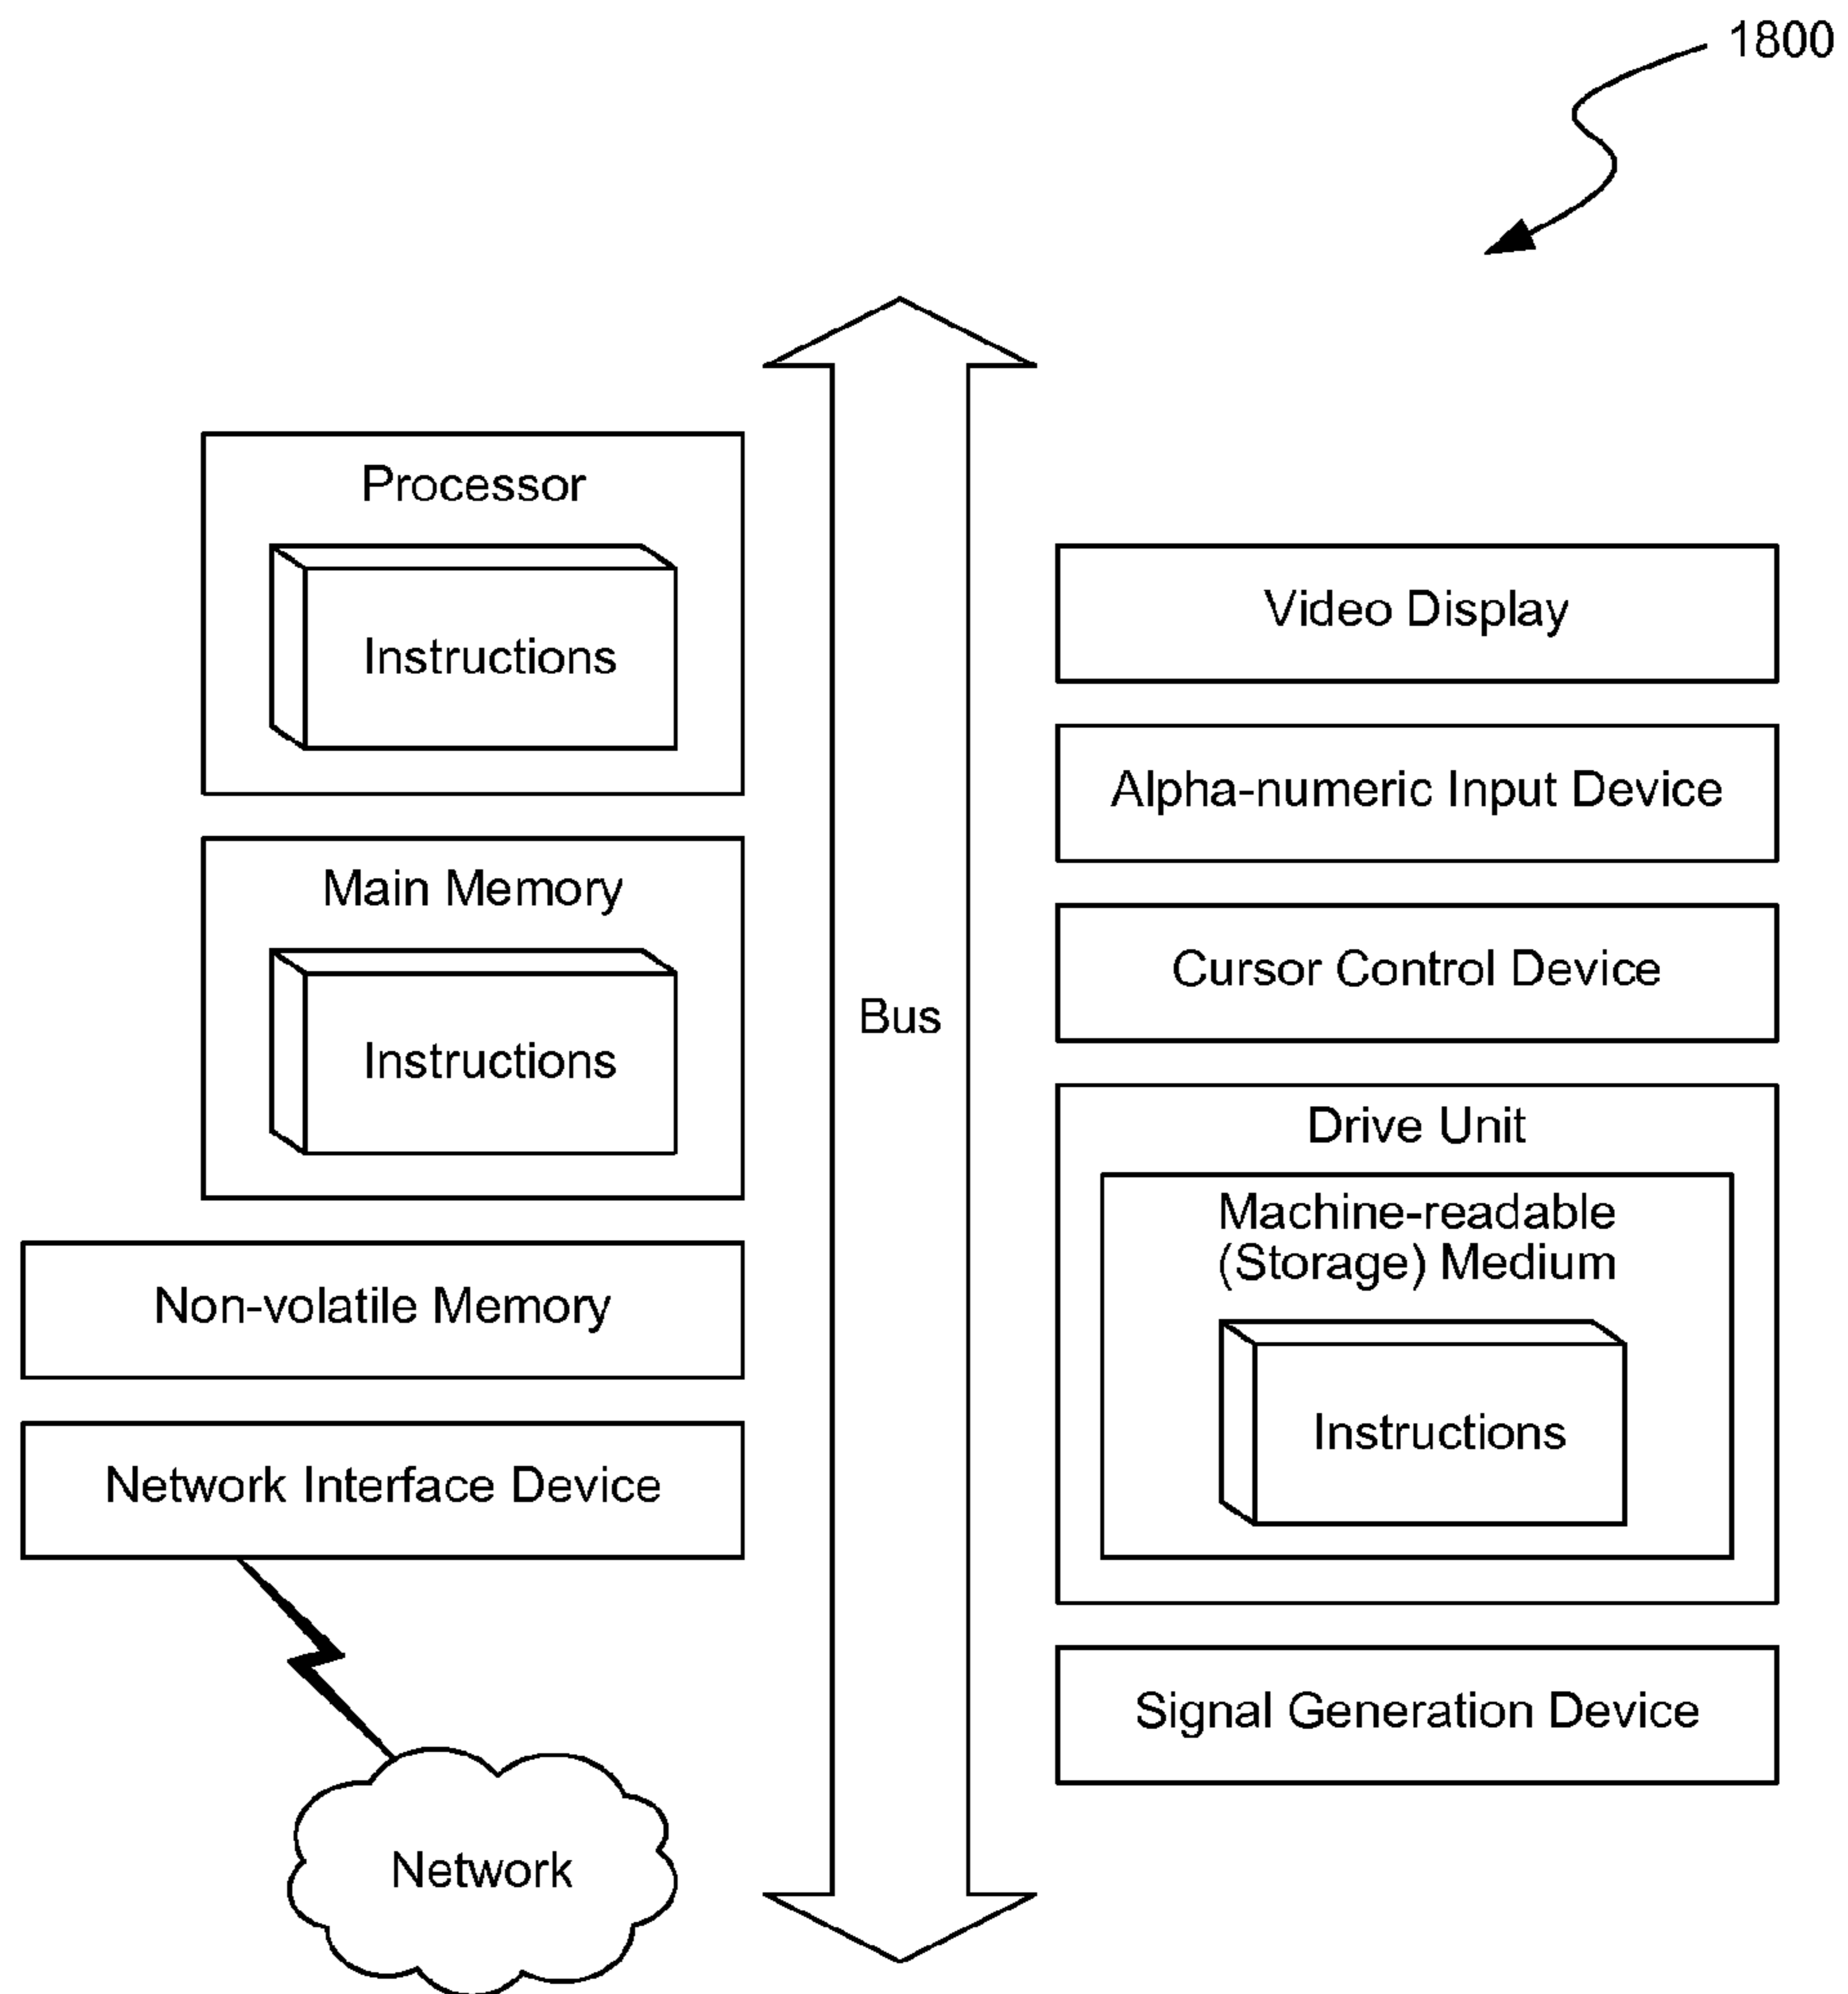 1800
Processor
Instructions
Main Memory
Instructions
Non-volatile Memory
Network Interface Device
Network
Bus
Video Display
Alpha-numeric Input Device
Cursor Control Device
Drive Unit
Machine-readable
(Storage) Medium
Instructions
Signal Generation Device